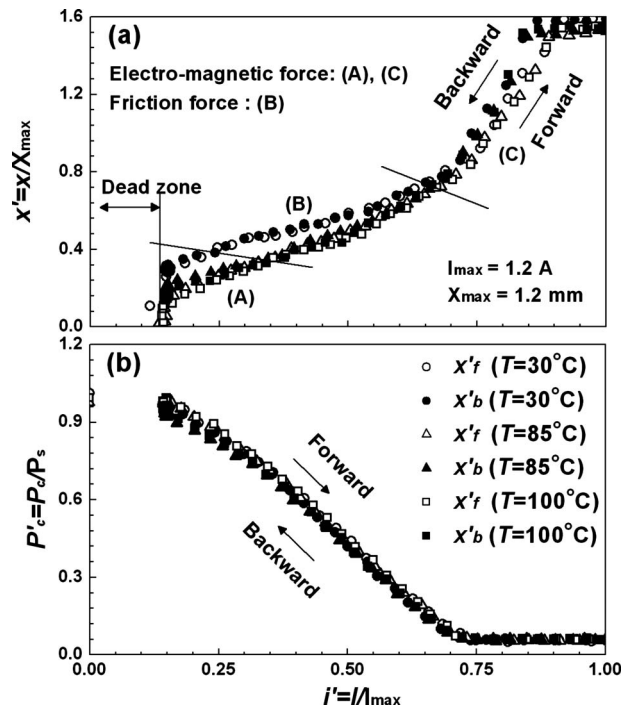 (a)
Electro-magnetic force: (A), (C)
Friction force : (B)
Backward
Forward
(C)
Dead zone
(B)
(A)
Imax = 1.2 A
Xmax = 1.2 mm
x'=x/Xmax
1.6
1.2
0.8
0.4
0.0
(b)
x'f (T=30°C)
x'b (T=30°C)
x'f (T=85°C)
x'b (T=85°C)
x'f (T=100°C)
x'b (T=100°C)
Forward
Backward
P'c=Pc/Ps
1.2
0.9
0.6
0.3
0.0
0.00 0.25 0.50 0.75 1.00
i'=I/Imax